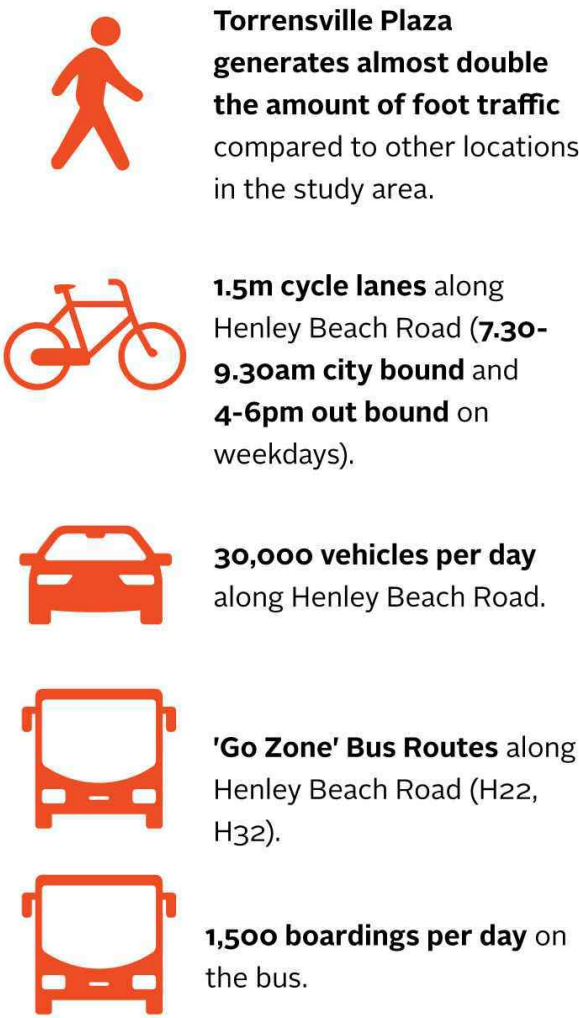 Torrensville Plaza
generates almost double
the amount of foot traffic
compared to other locations
in the study area.
1.5m cycle lanes along
Henley Beach Road (7.30-
9.30am city bound and
4-6pm out bound on
weekdays).
30,000 vehicles per day
along Henley Beach Road.
'Go Zone' Bus Routes along
Henley Beach Road (H22,
H32).
1,500 boardings per day on
the bus.